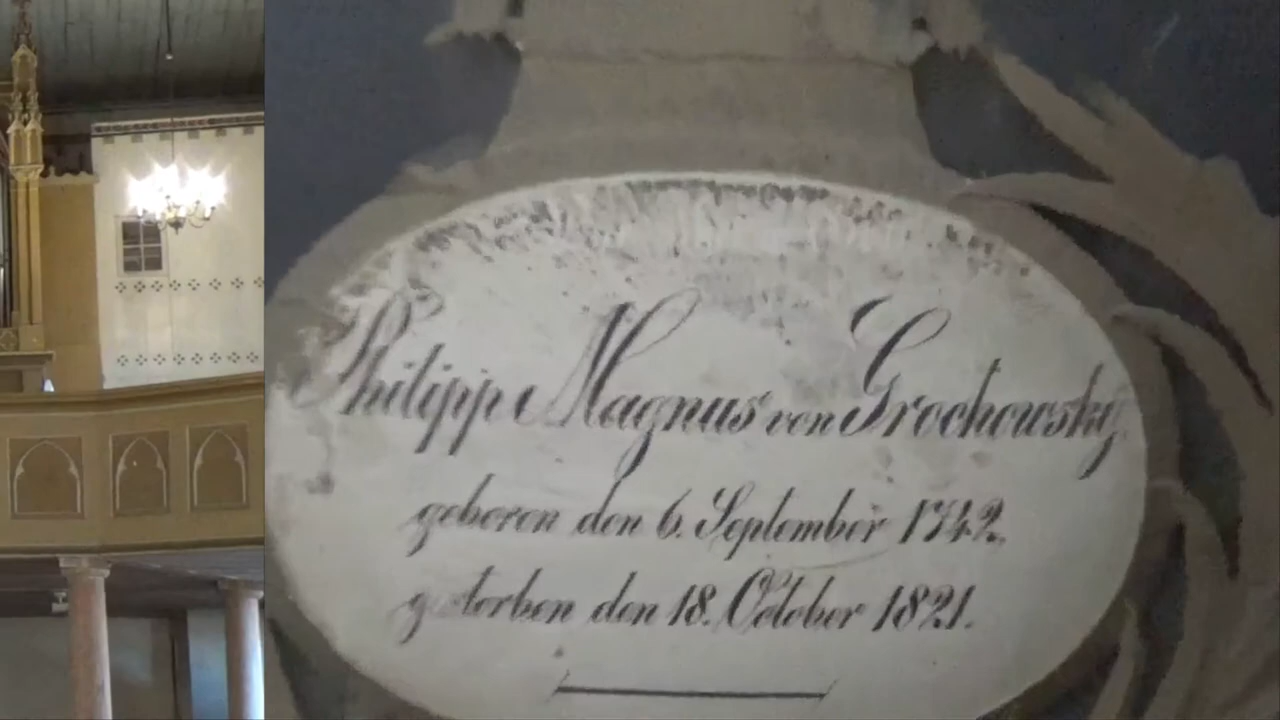 Philipp Magnus von Grochowsky
geboren den 6. September 1742.
gestorben den 18. October 1821.